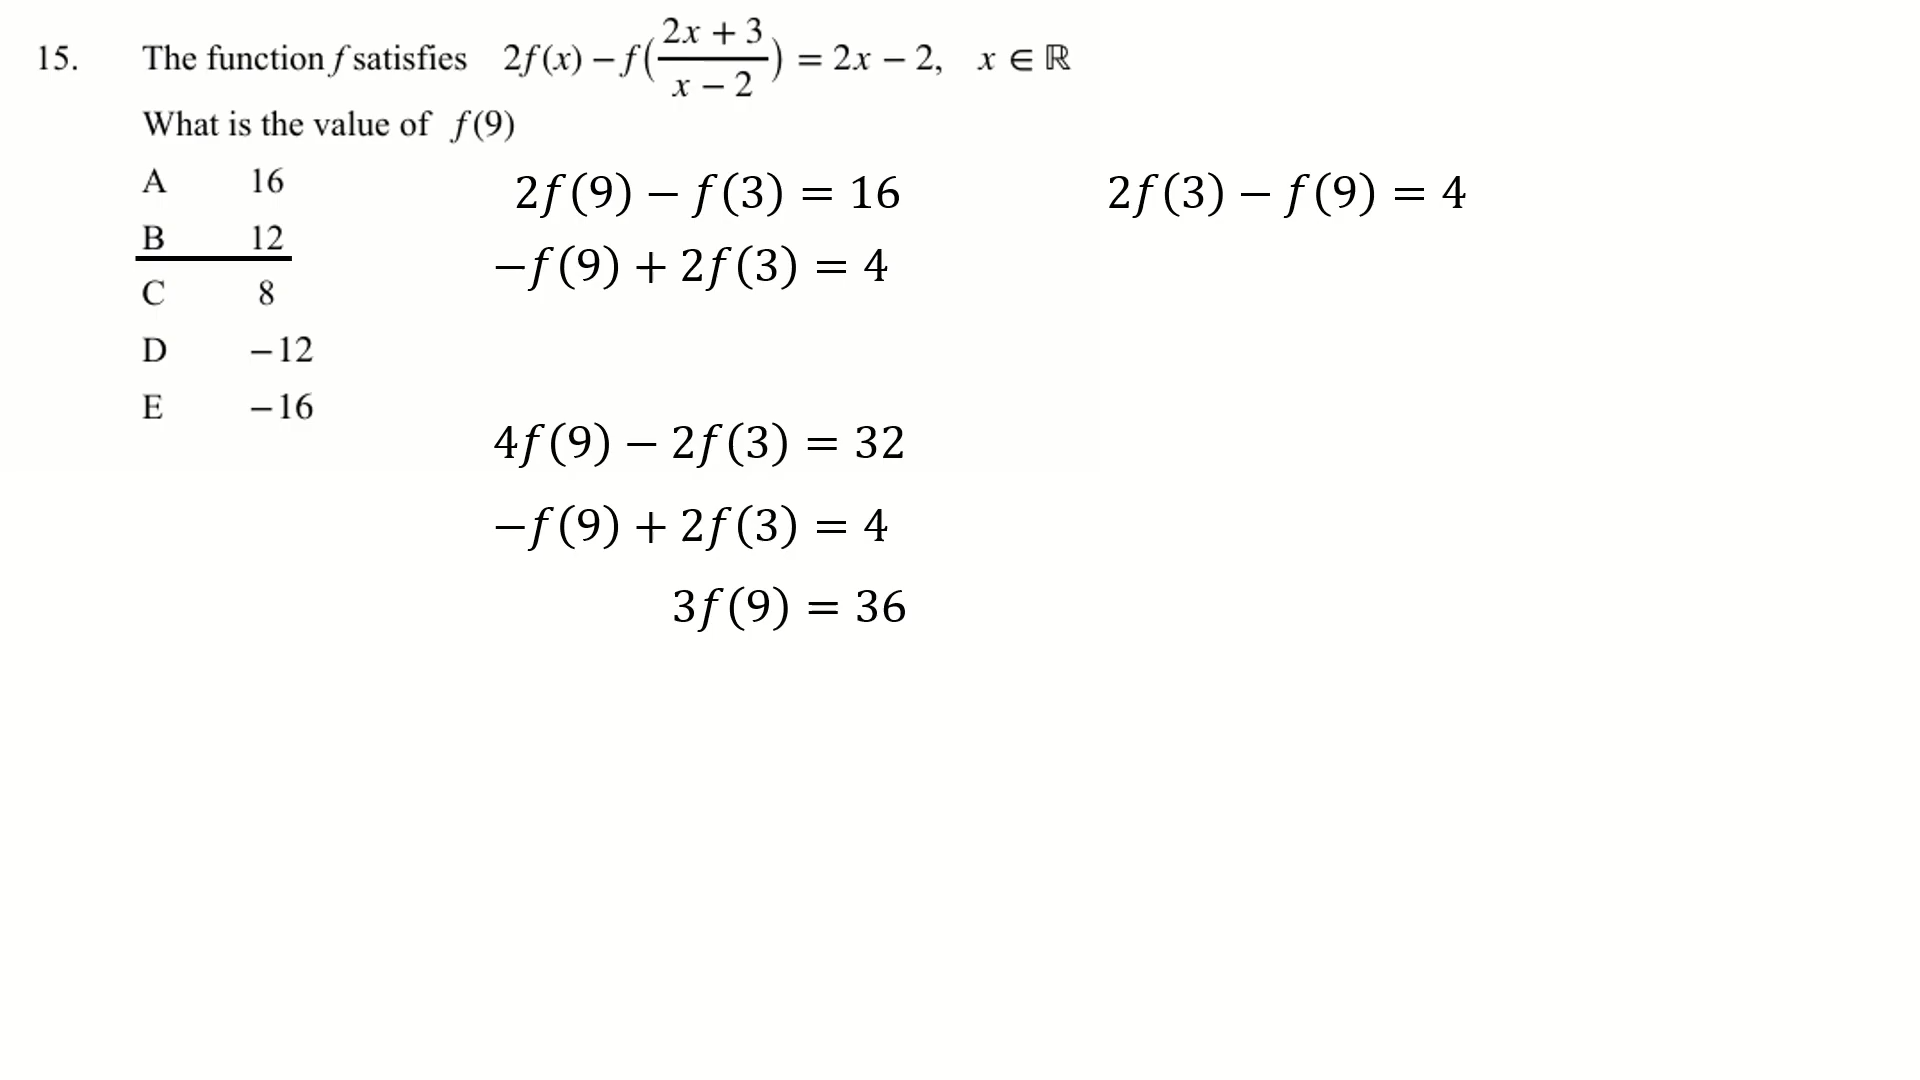 15. The function f satisfies 2f(x) – f((2x + 3)/(x – 2)) = 2x – 2, x ∈ ℝ
What is the value of f(9)
A 16
B 12
C 8
D –12
E –16
2f(9) − f(3) = 16
2f(3) − f(9) = 4
−f(9) + 2f(3) = 4
4f(9) − 2f(3) = 32
−f(9) + 2f(3) = 4
3f(9) = 36